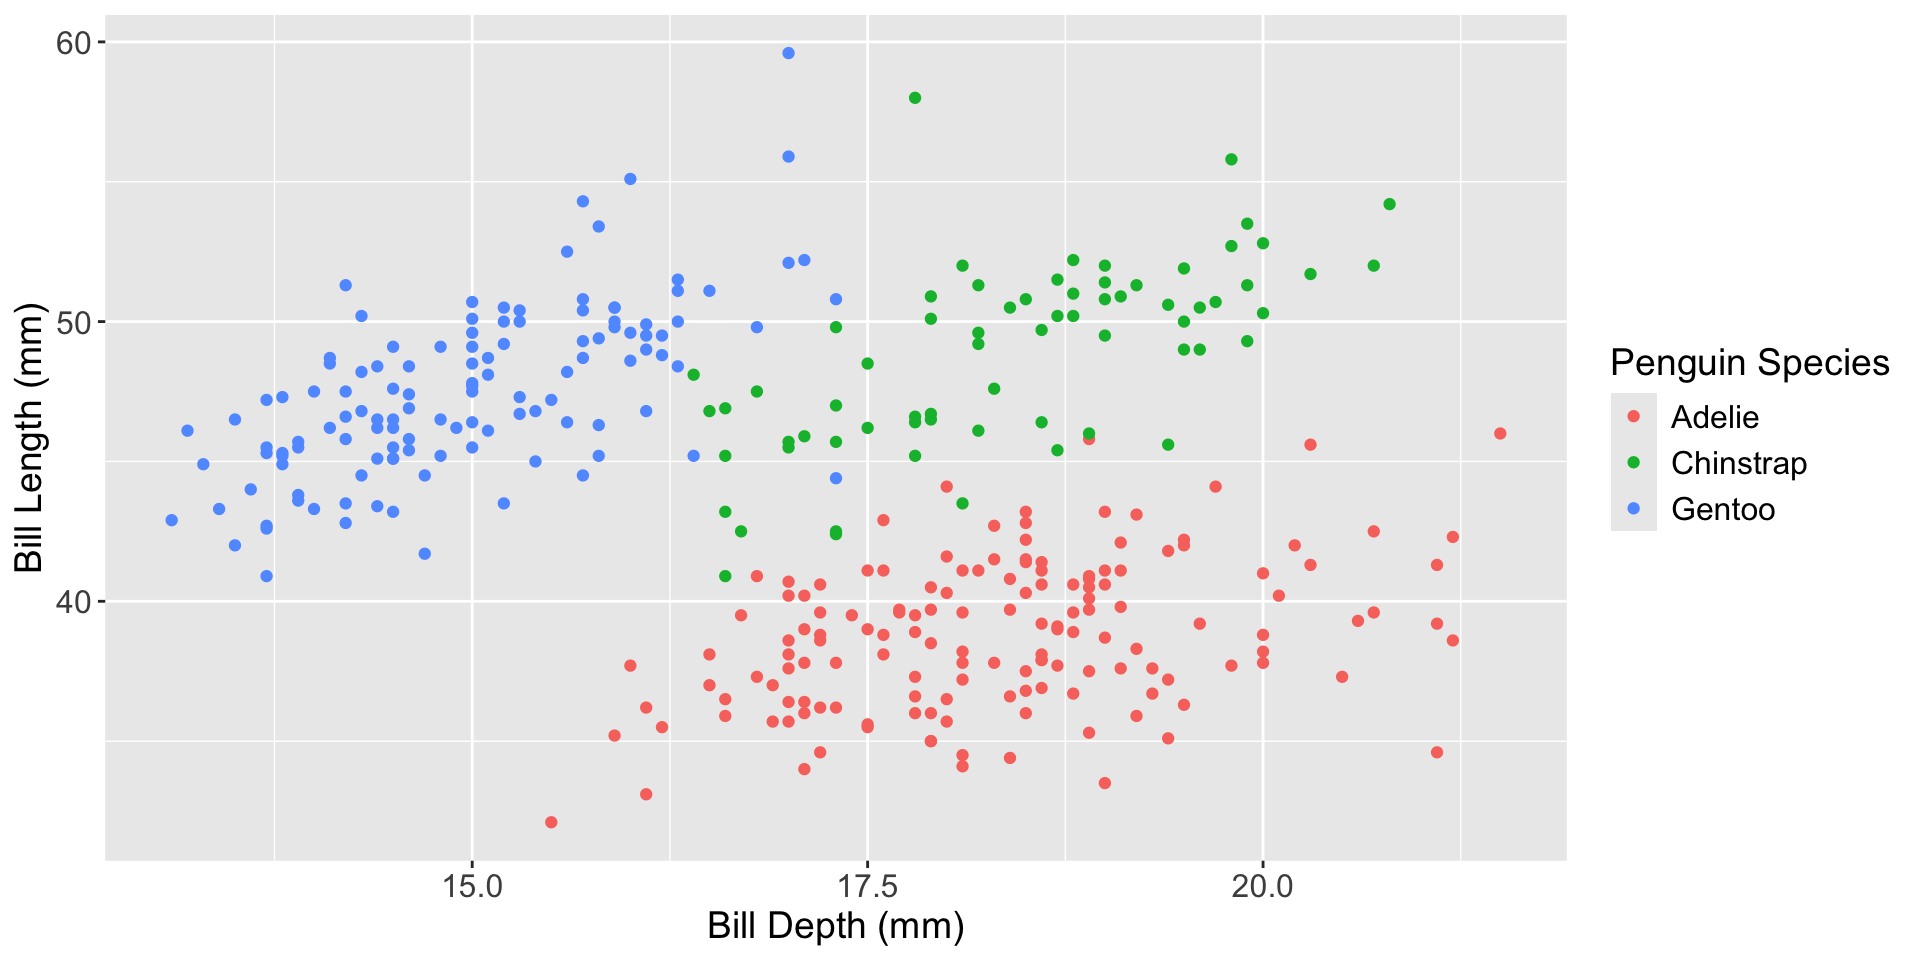 60
50
40
Bill Length (mm)
15.0 17.5 20.0
Bill Depth (mm)
Penguin Species
Adelie
Chinstrap
Gentoo